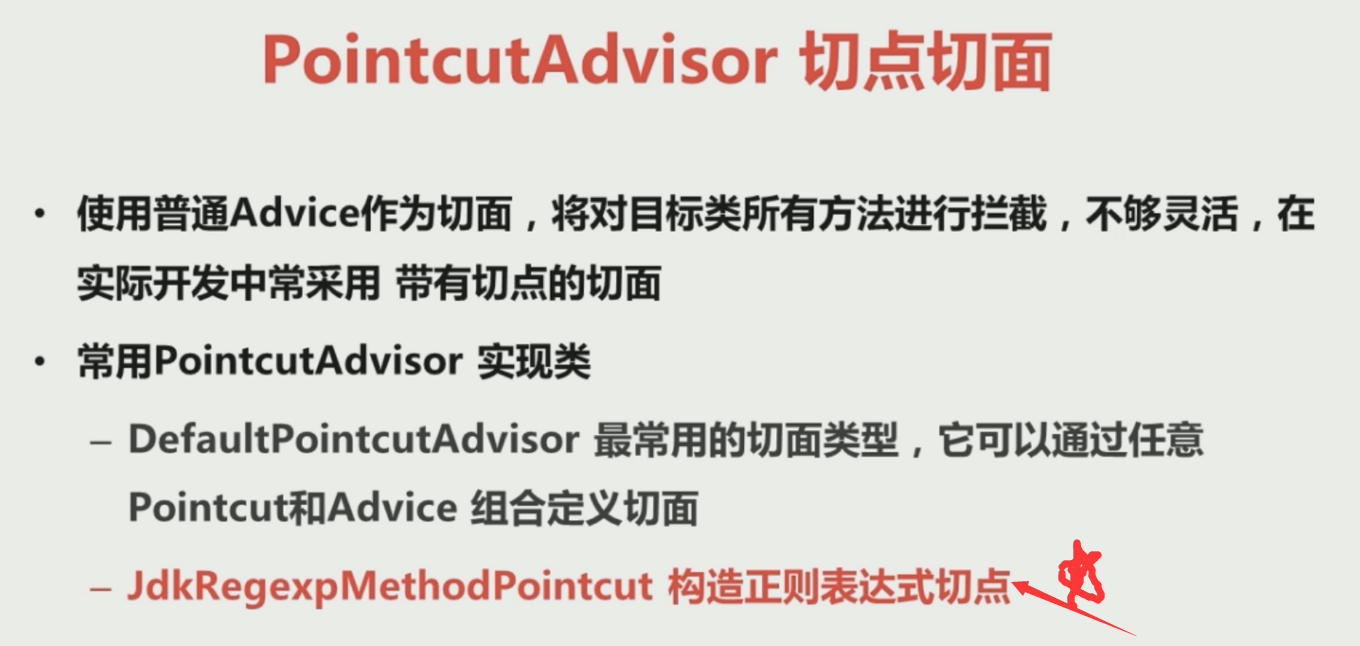 PointcutAdvisor 切点切面
• 使用普通Advice作为切面，将对目标类所有方法进行拦截，不够灵活，在
实际开发中常采用 带有切点的切面
• 常用PointcutAdvisor 实现类
– DefaultPointcutAdvisor 最常用的切面类型，它可以通过任意
Pointcut和Advice 组合定义切面
– JdkRegexpMethodPointcut 构造正则表达式切点